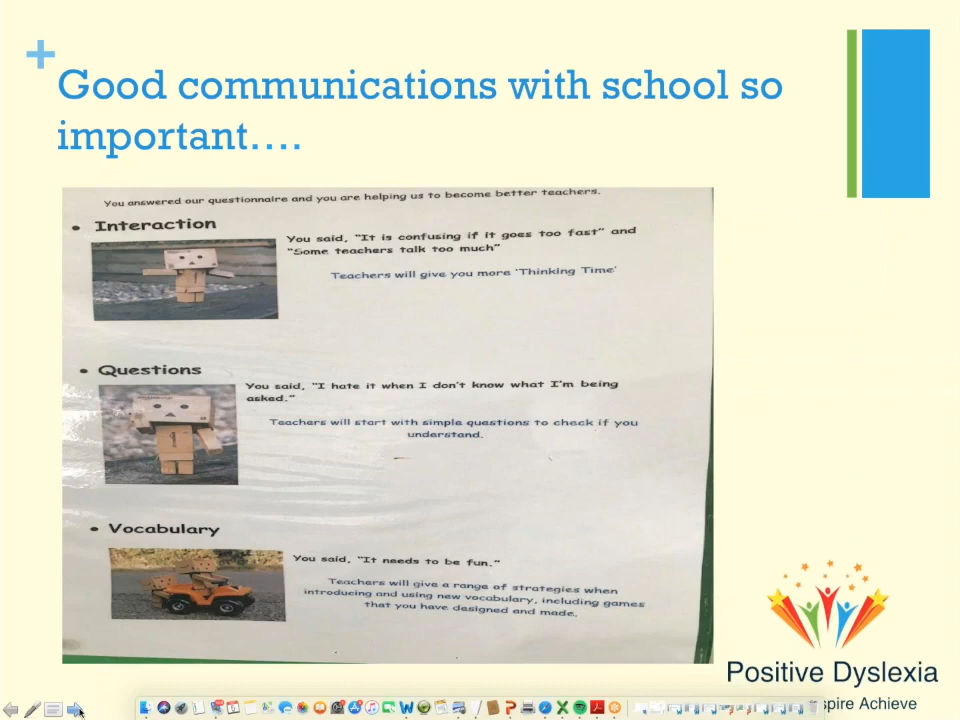 +
Good communications with school so
important....
You answered our questionnaire and you are helping us to become better teachers.
• Interaction
You said, "It is confusing if it goes too fast" and
"Some teachers talk too much"
Teachers will give you more 'Thinking Time'
• Questions
You said, "I hate it when I don't know what I'm being
asked."
Teachers will start with simple questions to check if you
understand.
• Vocabulary
You said, "It needs to be fun."
Teachers will give a range of strategies when
introducing and using new vocabulary, including games
that you have designed and made.
Positive Dyslexia
spire Achieve